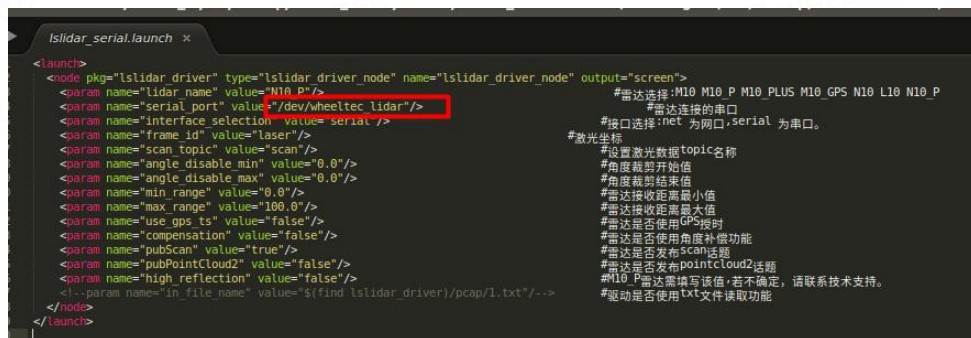 lslidar_serial.launch ×
<launch>
<node pkg="lslidar_driver" type="lslidar_driver_node" name="lslidar_driver_node" output="screen">
<param name="lidar_name" value="N10_P"/> #雷达选择:M10 M10_P M10_PLUS M10_GPS N10 L10 N10_P
<param name="serial_port" value="/dev/wheeltec_lidar"/> #雷达连接的串口
<param name="interface_selection" value="serial"/> #接口选择:net 为网口,serial 为串口。
<param name="frame_id" value="laser"/> #激光坐标
<param name="scan_topic" value="scan"/> #设置激光数据topic名称
<param name="angle_disable_min" value="0.0"/> #角度裁剪开始值
<param name="angle_disable_max" value="0.0"/> #角度裁剪结束值
<param name="min_range" value="0.0"/> #雷达接收距离最小值
<param name="max_range" value="100.0"/> #雷达接收距离最大值
<param name="use_gps_ts" value="false"/> #雷达是否使用GPS授时
<param name="compensation" value="false"/> #雷达是否使用角度补偿功能
<param name="pubScan" value="true"/> #雷达是否发布scan话题
<param name="pubPointCloud2" value="false"/> #雷达是否发布pointcloud2话题
<param name="high_reflection" value="false"/> #M10_P雷达需填写该值,若不确定,请联系技术支持。
<!--param name="in_file_name" value="$(find lslidar_driver)/pcap/1.txt"/--> #驱动是否使用txt文件读取功能
</node>
</launch>